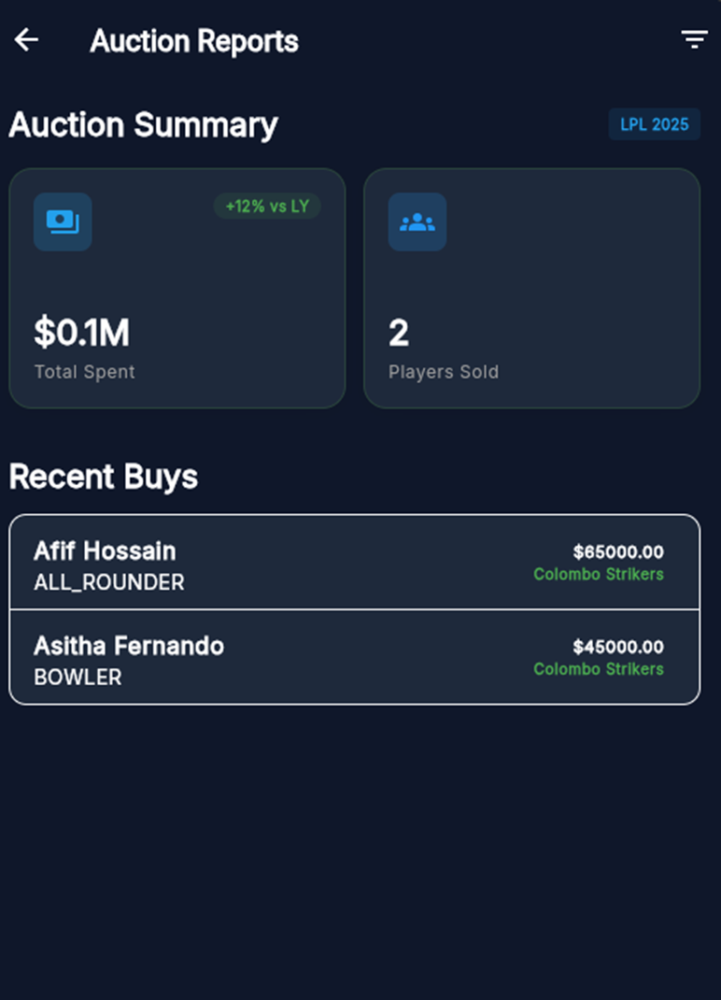 Auction Reports
Auction Summary
LPL 2025
+12% vs LY
$0.1M
Total Spent
2
Players Sold
Recent Buys
Afif Hossain
$65000.00
ALL_ROUNDER
Colombo Strikers
Asitha Fernando
$45000.00
BOWLER
Colombo Strikers